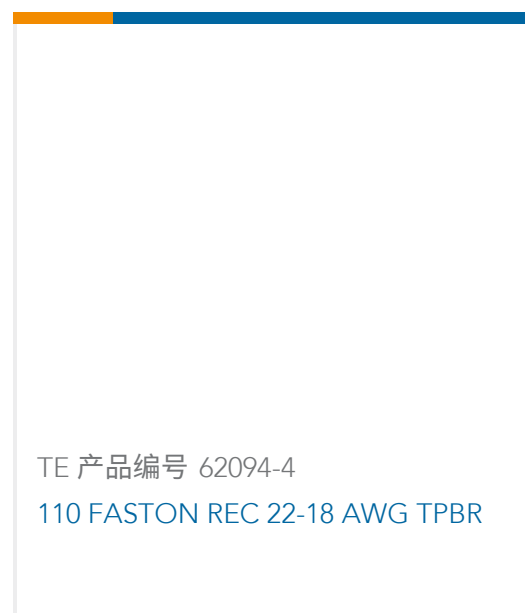 TE 产品编号 62094-4
110 FASTON REC 22-18 AWG TPBR